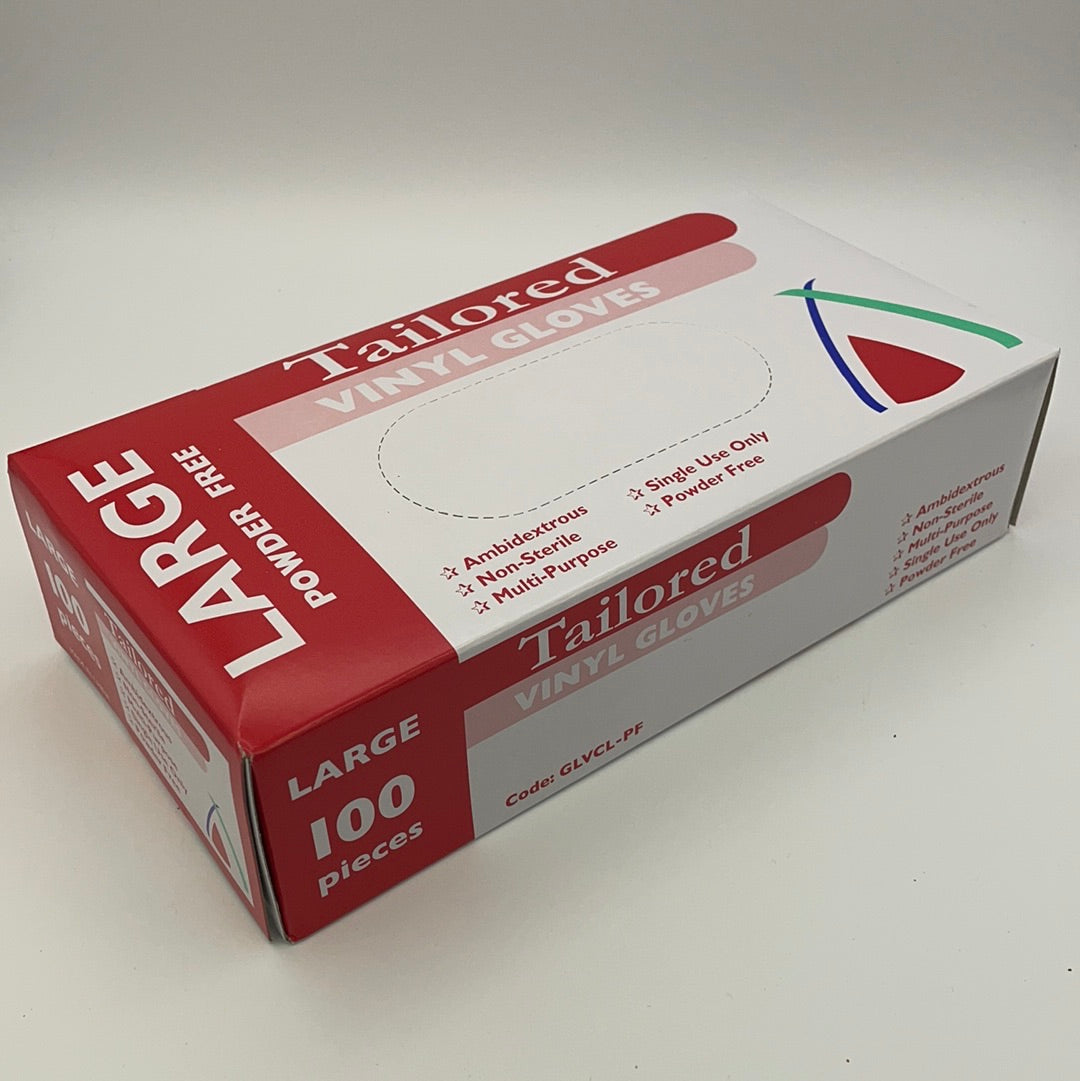 Tailored
VINYL GLOVES
LARGE
POWDER FREE
☆ Ambidextrous
☆ Non-Sterile
☆ Multi-Purpose
☆ Single Use Only
☆ Powder Free
LARGE
100
pieces
Tailored
VINYL GLOVES
Code: GLVCL-PF
☆ Ambidextrous
☆ Non-Sterile
☆ Multi-Purpose
☆ Single Use Only
☆ Powder Free
LARGE
100
pieces
Tailored